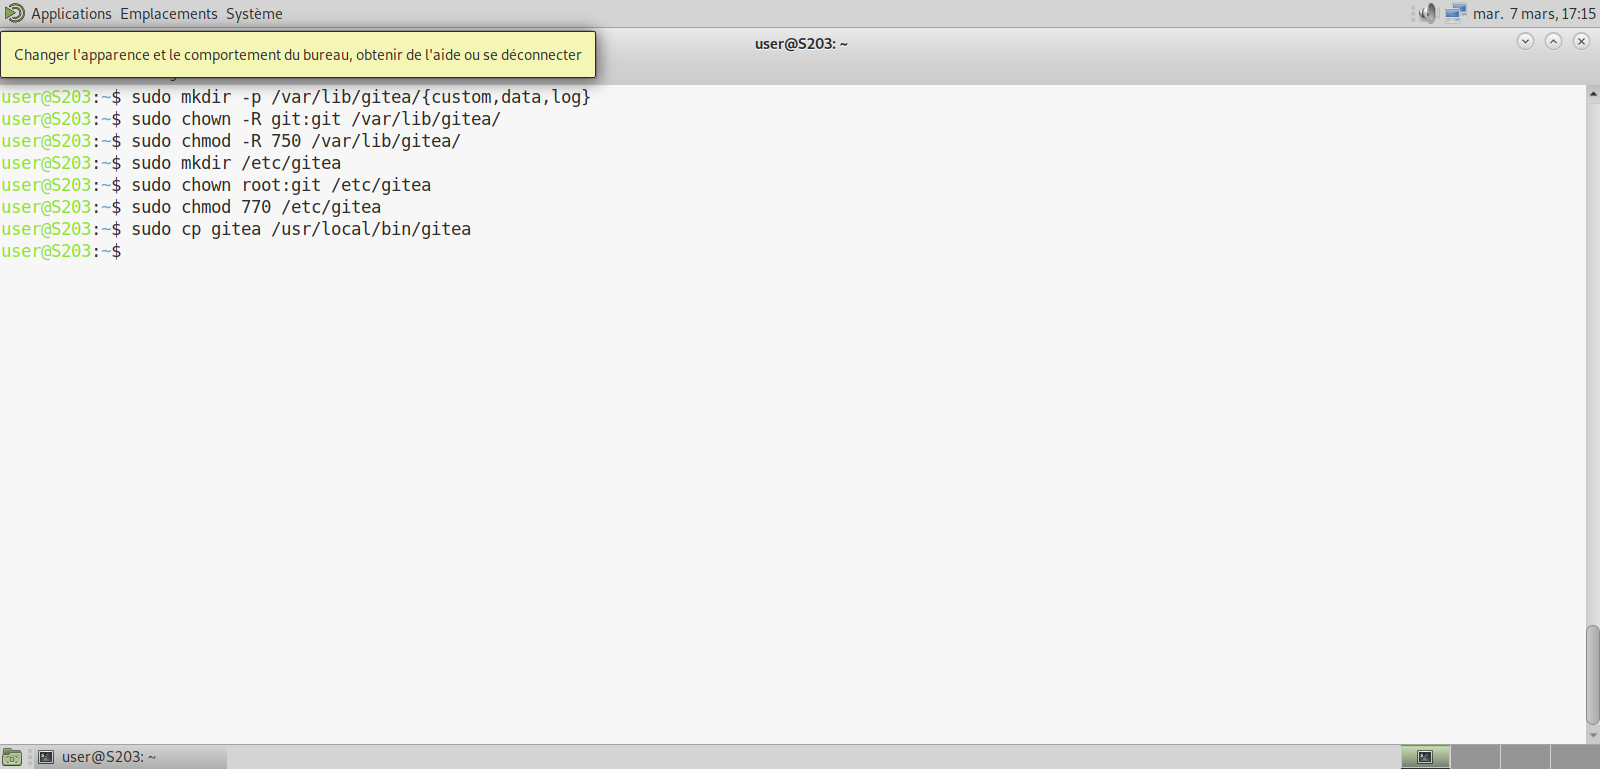 Applications Emplacements Système mar. 7 mars, 17:15
user@S203: ~
Changer l'apparence et le comportement du bureau, obtenir de l'aide ou se déconnecter
user@S203:~$ sudo mkdir -p /var/lib/gitea/{custom,data,log}
user@S203:~$ sudo chown -R git:git /var/lib/gitea/
user@S203:~$ sudo chmod -R 750 /var/lib/gitea/
user@S203:~$ sudo mkdir /etc/gitea
user@S203:~$ sudo chown root:git /etc/gitea
user@S203:~$ sudo chmod 770 /etc/gitea
user@S203:~$ sudo cp gitea /usr/local/bin/gitea
user@S203:~$
user@S203: ~